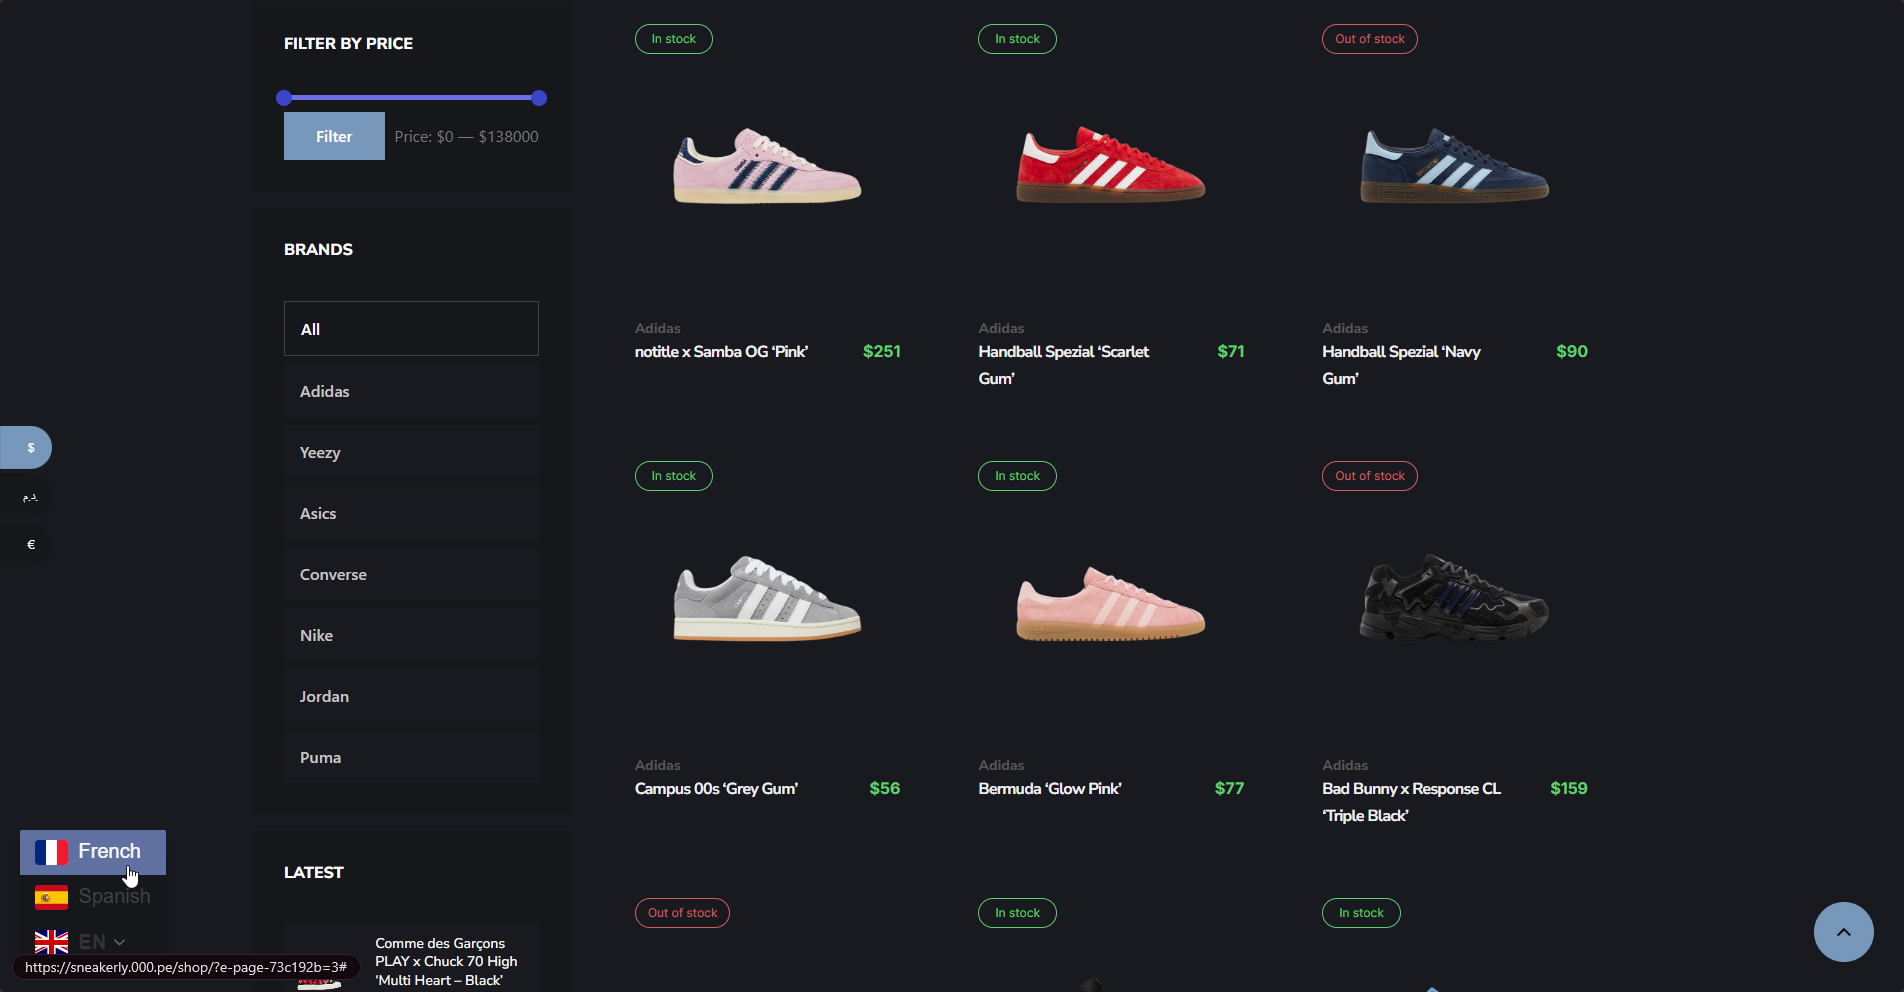 FILTER BY PRICE
Filter
Price: $0 — $138000
BRANDS
All
Adidas
Yeezy
Asics
Converse
Nike
Jordan
Puma
LATEST
Comme des Garçons
PLAY x Chuck 70 High
‘Multi Heart – Black’
In stock
In stock
Out of stock
Adidas
notitle x Samba OG ‘Pink’
$251
Adidas
Handball Spezial ‘Scarlet
Gum’
$71
Adidas
Handball Spezial ‘Navy
Gum’
$90
In stock
In stock
Out of stock
Adidas
Campus 00s ‘Grey Gum’
$56
Adidas
Bermuda ‘Glow Pink’
$77
Adidas
Bad Bunny x Response CL
‘Triple Black’
$159
Out of stock
In stock
In stock
$
د.م.
€
French
Spanish
EN
https://sneakerly.000.pe/shop/?e-page-73c192b=3#